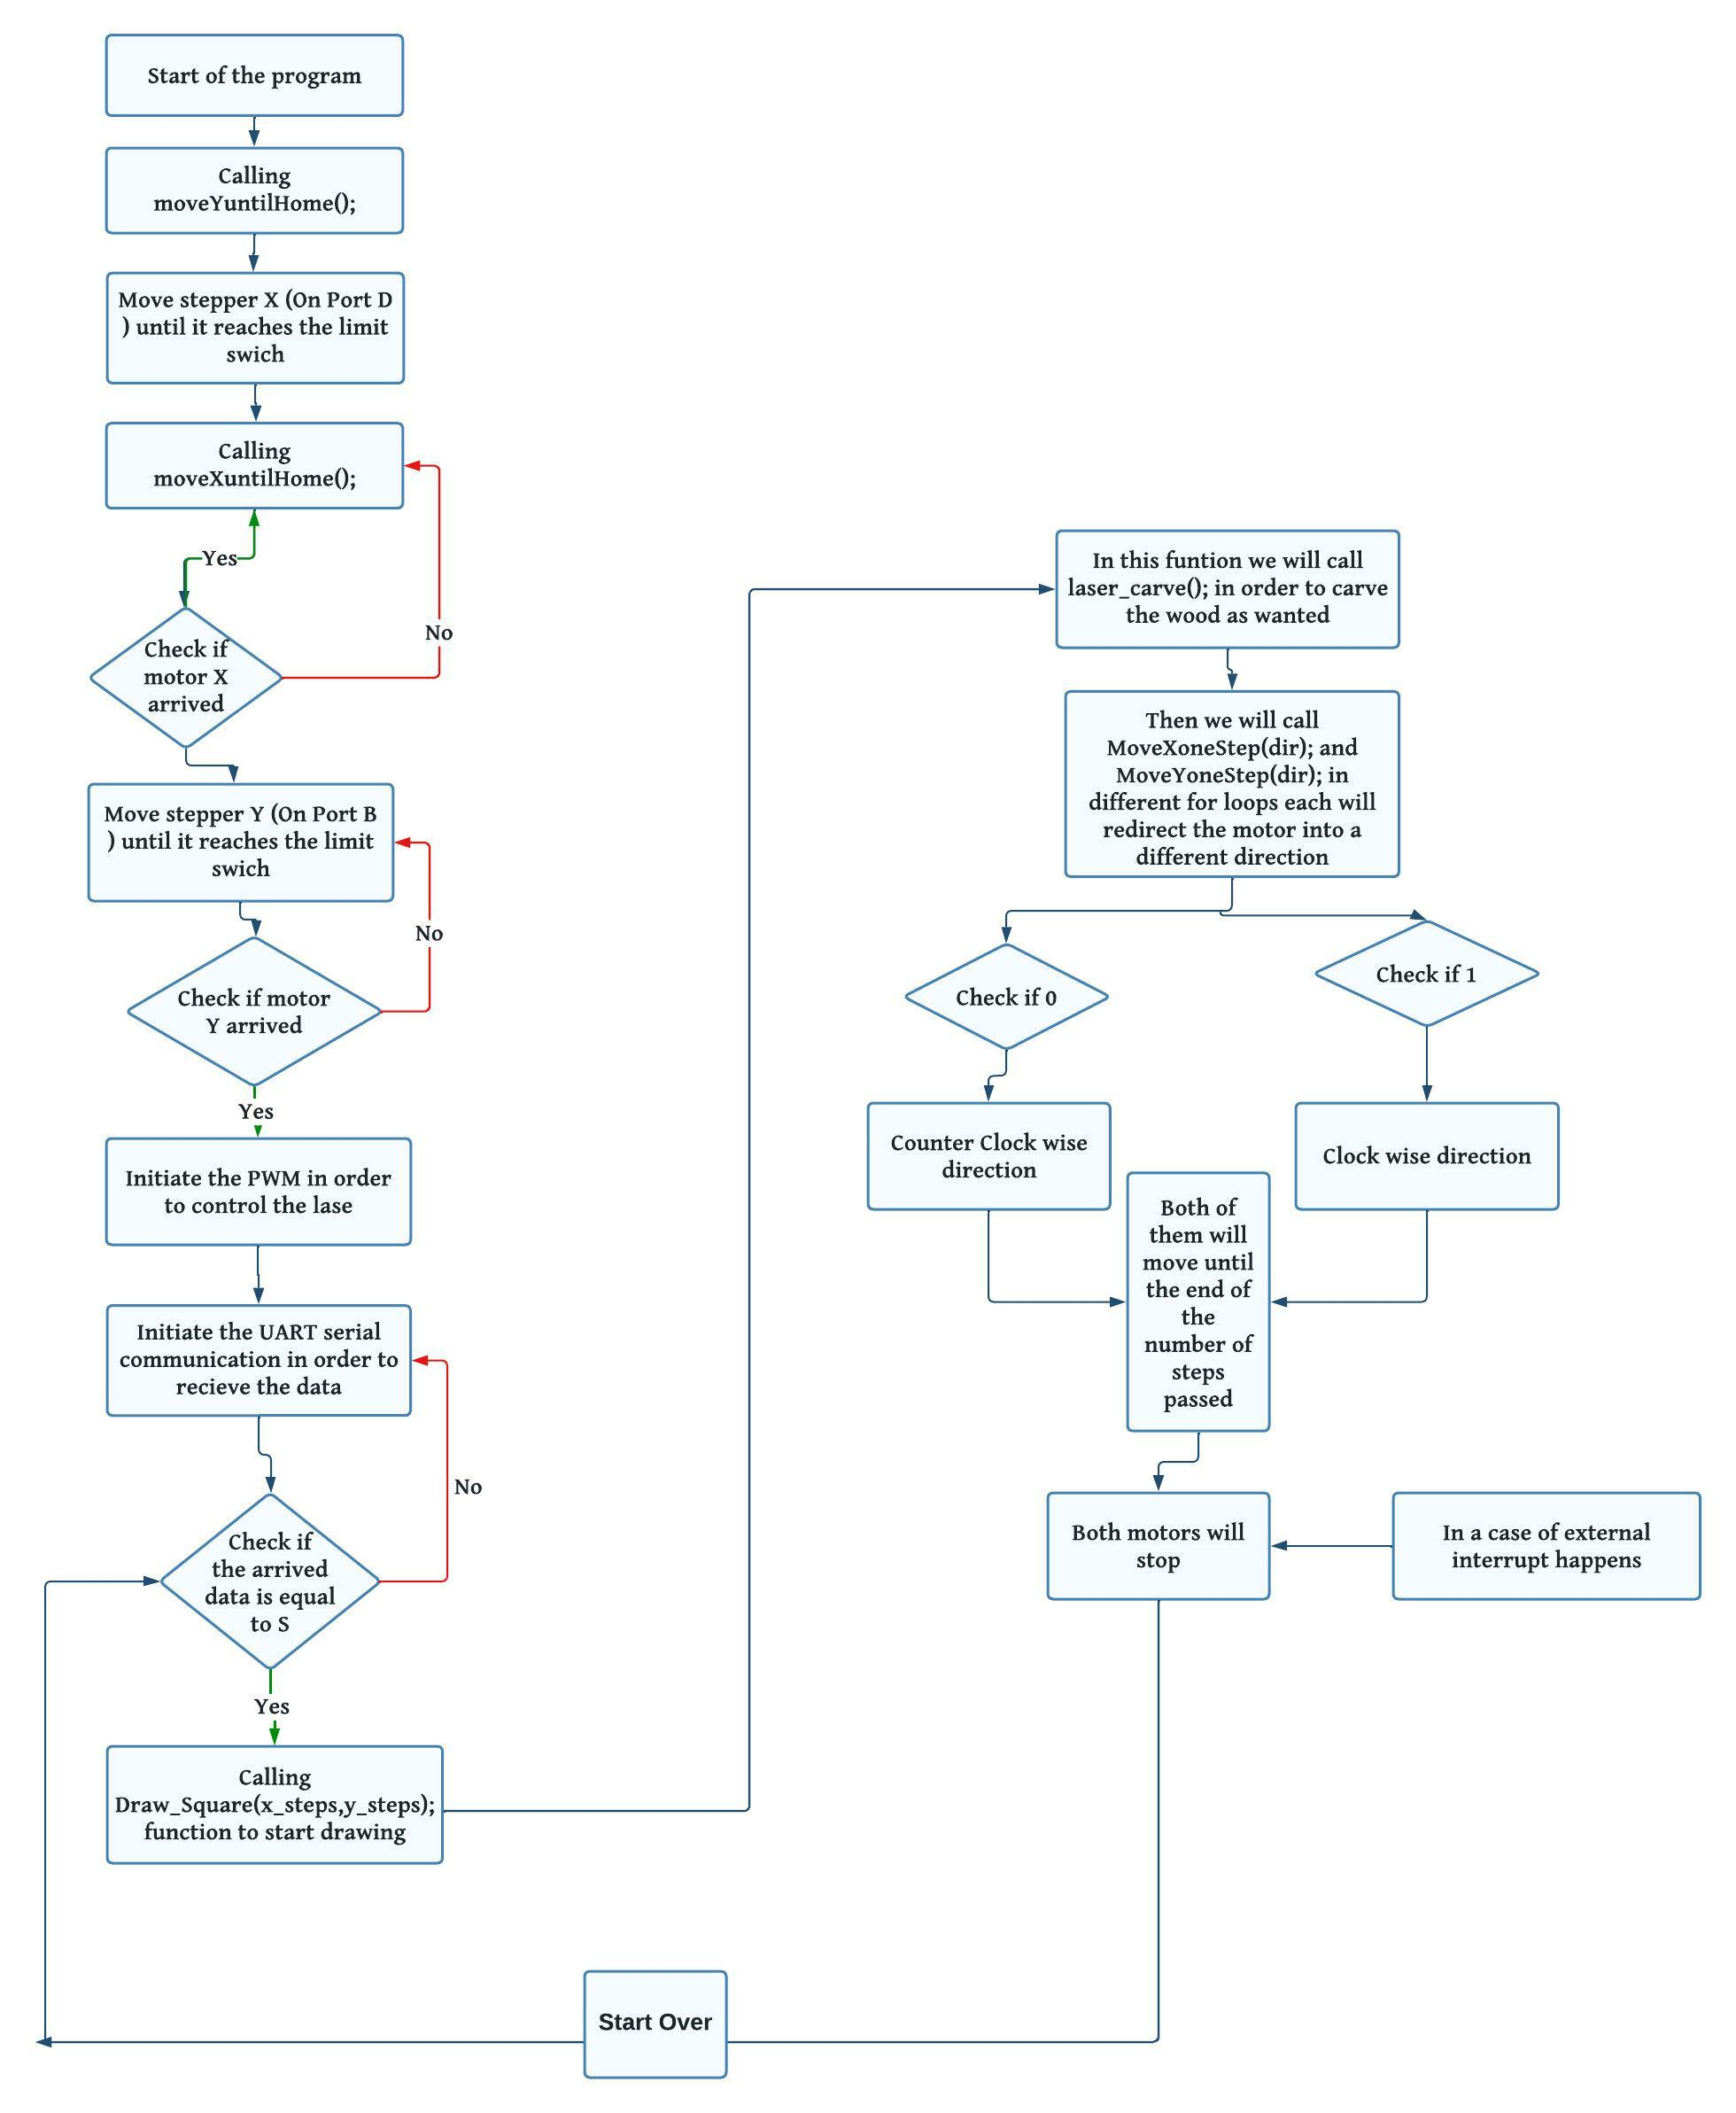 Start of the program
Calling
moveYuntilHome();
Move stepper X (On Port D
) until it reaches the limit
swich
Calling
moveXuntilHome();
Yes
No
Check if
motor X
arrived
Move stepper Y (On Port B
) until it reaches the limit
swich
No
Check if motor
Y arrived
Yes
Initiate the PWM in order
to control the lase
Initiate the UART serial
communication in order to
recieve the data
No
Check if
the arrived
data is equal
to S
Yes
Calling
Draw_Square(x_steps,y_steps);
function to start drawing
In this funtion we will call
laser_carve(); in order to carve
the wood as wanted
Then we will call
MoveXoneStep(dir); and
MoveYoneStep(dir); in
different for loops each will
redirect the motor into a
different direction
Check if 0
Check if 1
Counter Clock wise
direction
Clock wise direction
Both of
them will
move until
the end of
the
number of
steps
passed
Both motors will
stop
In a case of external
interrupt happens
Start Over